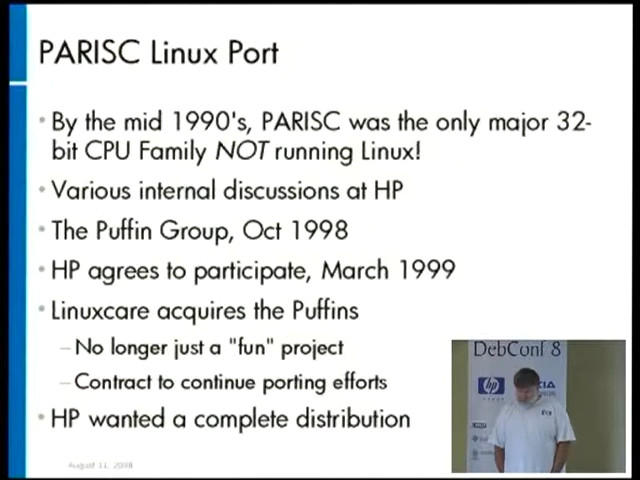 PARISC Linux Port
• By the mid 1990's, PARISC was the only major 32-
bit CPU Family NOT running Linux!
• Various internal discussions at HP
• The Puffin Group, Oct 1998
• HP agrees to participate, March 1999
• Linuxcare acquires the Puffins
– No longer just a "fun" project
– Contract to continue porting efforts
• HP wanted a complete distribution
August 11, 2008
DebConf 8
hp